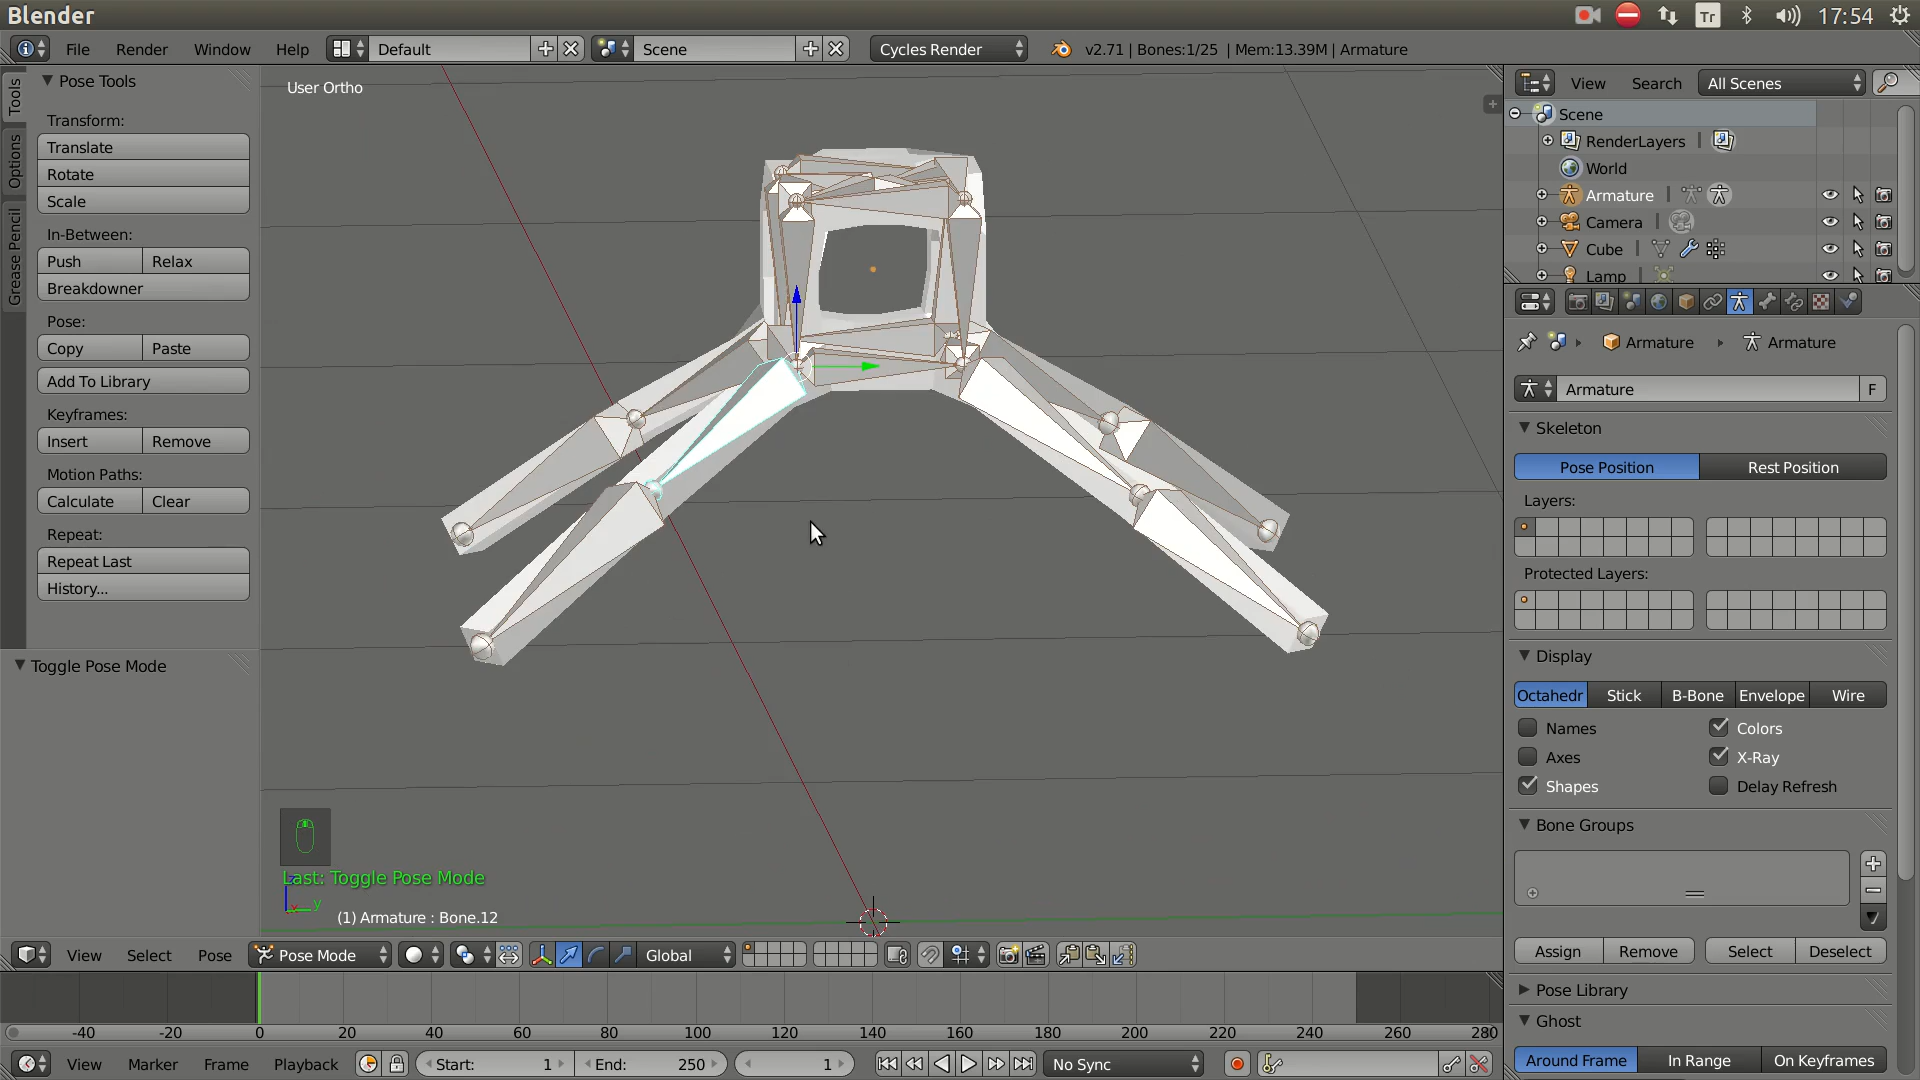 Blender
Tr 17:54
File Render Window Help Default Scene Cycles Render v2.71 | Bones:1/25 | Mem:13.39M | Armature
Tools
Options
Grease Pencil
Pose Tools
Transform:
Translate
Rotate
Scale
In-Between:
Push Relax
Breakdowner
Pose:
Copy Paste
Add To Library
Keyframes:
Insert Remove
Motion Paths:
Calculate Clear
Repeat:
Repeat Last
History...
Toggle Pose Mode
User Ortho
Last: Toggle Pose Mode
y
(1) Armature : Bone.12
View Select Pose Pose Mode Global
-40 -20 0 20 40 60 80 100 120 140 160 180 200 220 240 260 280
View Marker Frame Playback Start: 1 End: 250 1 No Sync
View Search All Scenes
Scene
RenderLayers
World
Armature
Camera
Cube
Lamp
Armature Armature
Armature F
Skeleton
Pose Position Rest Position
Layers:
Protected Layers:
Display
Octahedr Stick B-Bone Envelope Wire
Names Colors
Axes X-Ray
Shapes Delay Refresh
Bone Groups
Assign Remove Select Deselect
Pose Library
Ghost
Around Frame In Range On Keyframes